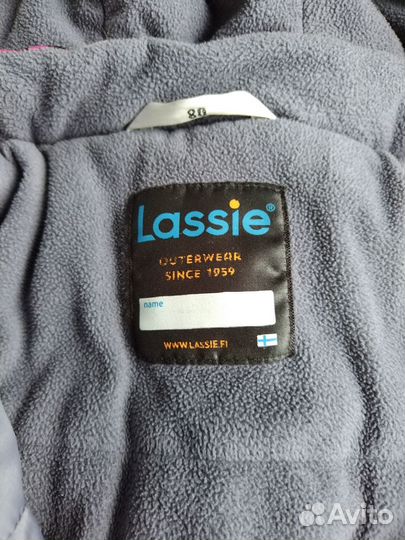 80
Lassie®
OUTERWEAR
SINCE 1959
name
WWW.LASSIE.FI
Avito